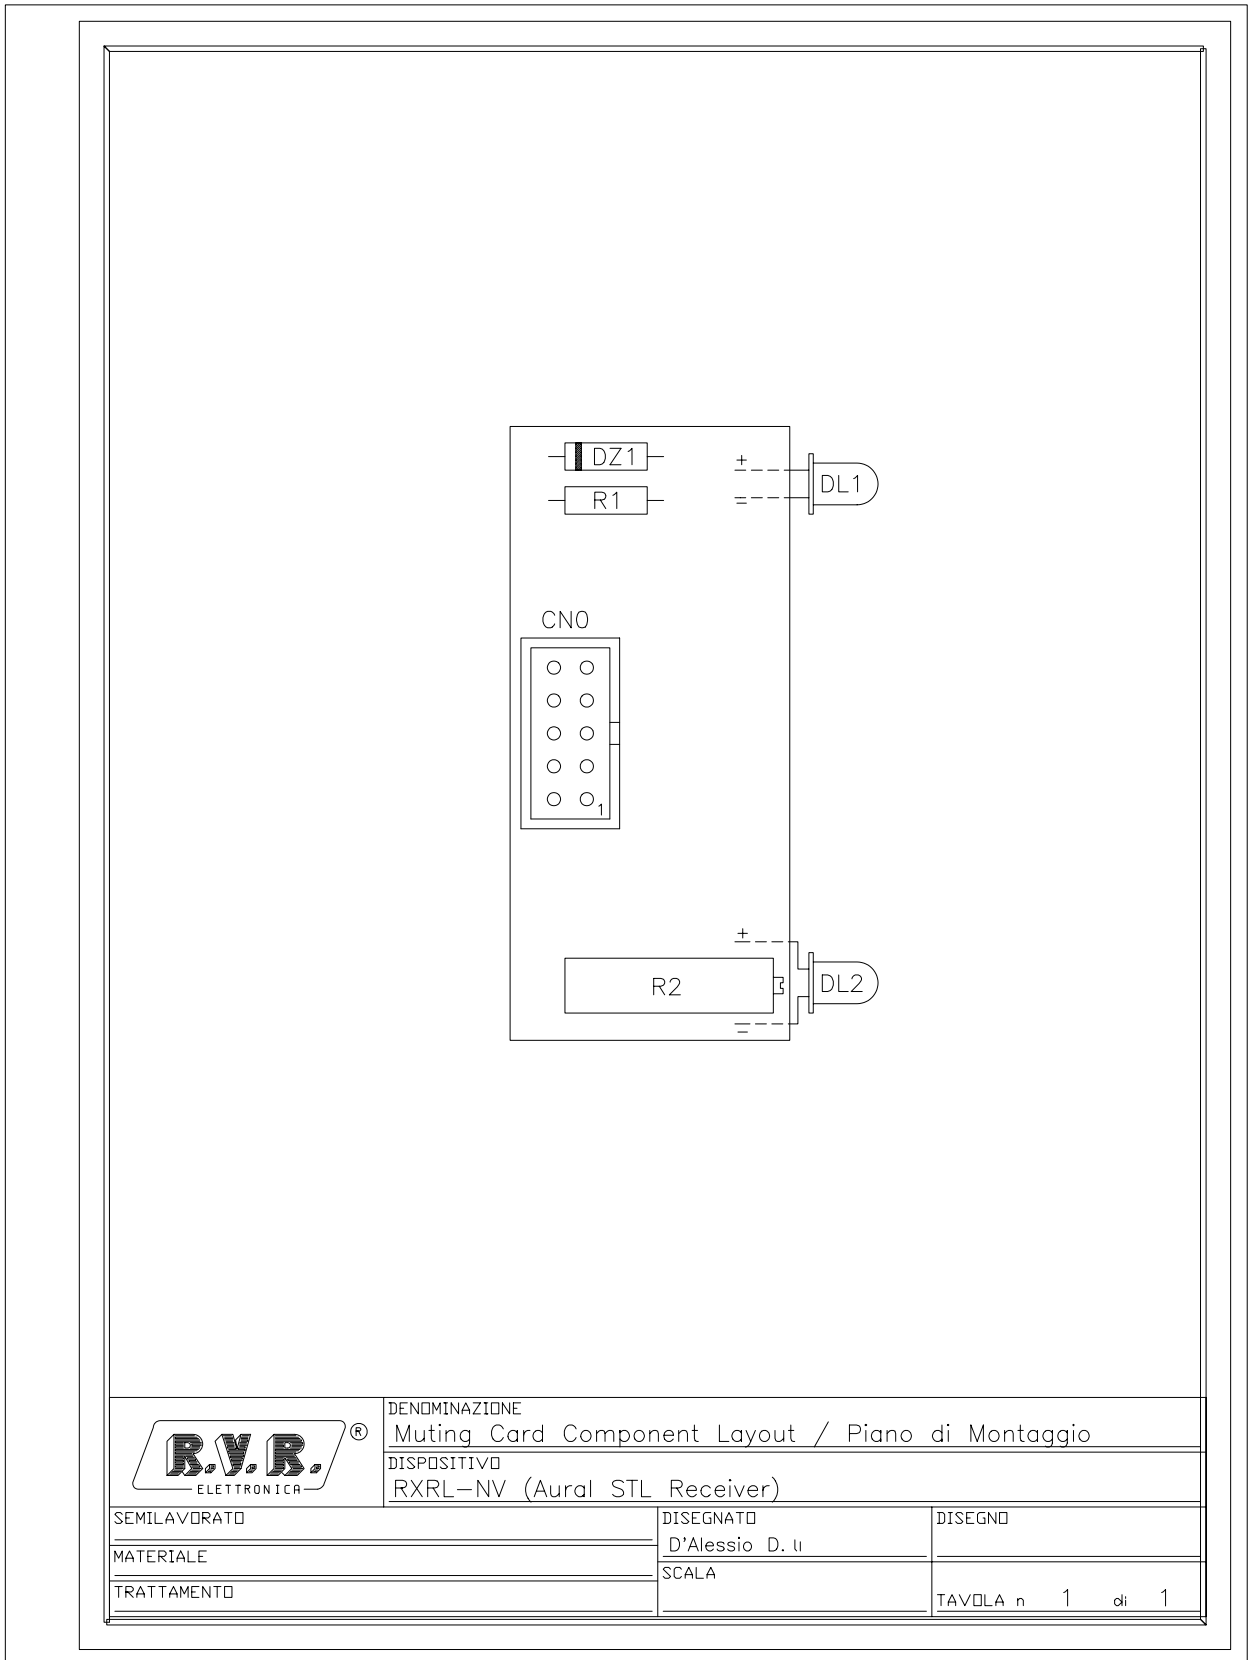 +
DZ1
DL1
R1
–
CN0
1
+
R2
DL2
–
DENOMINAZIONE
Muting Card Component Layout / Piano di Montaggio
R.V.R. ®
ELETTRONICA
DISPOSITIVO
RXRL-NV (Aural STL Receiver)
SEMILAVORATO
DISEGNATO
DISEGNO
D'Alessio D.
MATERIALE
SCALA
TRATTAMENTO
TAVOLA n 1 di 1